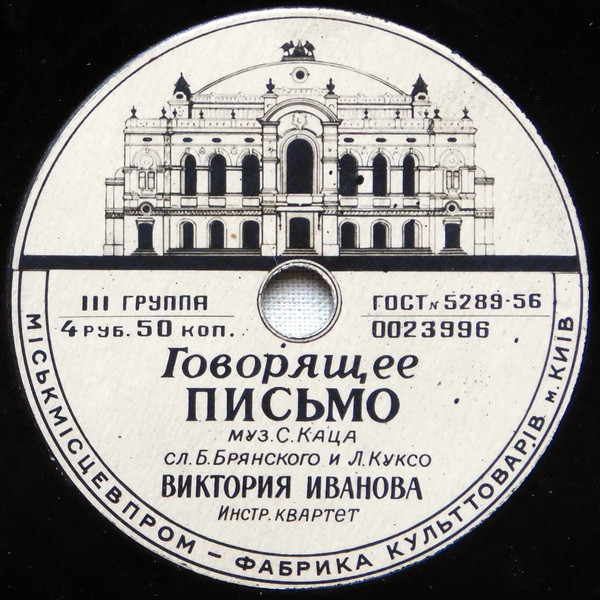 III ГРУППА
4 РУБ. 50 КОП.
ГОСТ N 5289-56
0023996
Говорящее
ПИСЬМО
МУЗ. С. КАЦА
СЛ. Б. БРЯНСКОГО И Л. КУКСО
ВИКТОРИЯ ИВАНОВА
ИНСТР. КВАРТЕТ
МІСЬКМІСЦЕВПРОМ – ФАБРИКА КУЛЬТТОВАРІВ м. КИЇВ